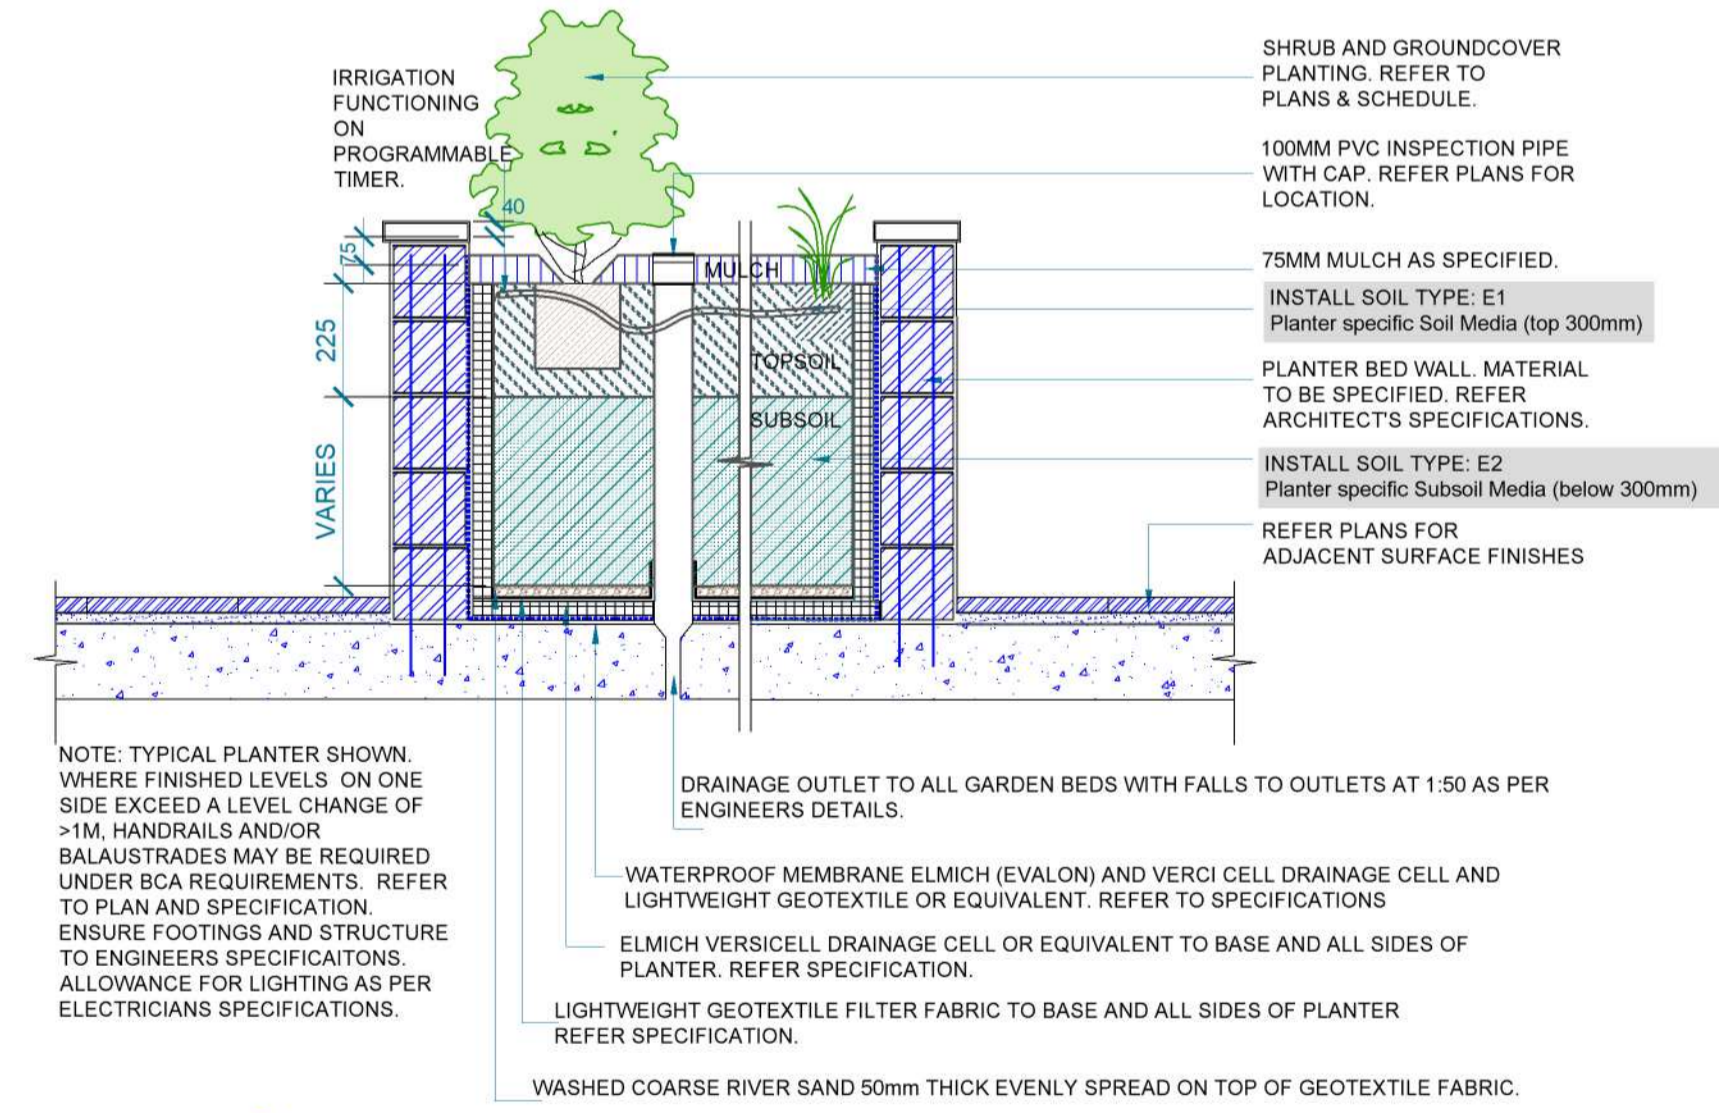 IRRIGATION
FUNCTIONING
ON
PROGRAMMABLE
TIMER.
SHRUB AND GROUNDCOVER
PLANTING. REFER TO
PLANS & SCHEDULE.
100MM PVC INSPECTION PIPE
WITH CAP. REFER PLANS FOR
LOCATION.
40
75
225
VARIES
MULCH
TOPSOIL
SUBSOIL
75MM MULCH AS SPECIFIED.
INSTALL SOIL TYPE: E1
Planter specific Soil Media (top 300mm)
PLANTER BED WALL. MATERIAL
TO BE SPECIFIED. REFER
ARCHITECT'S SPECIFICATIONS.
INSTALL SOIL TYPE: E2
Planter specific Subsoil Media (below 300mm)
REFER PLANS FOR
ADJACENT SURFACE FINISHES
NOTE: TYPICAL PLANTER SHOWN.
WHERE FINISHED LEVELS ON ONE
SIDE EXCEED A LEVEL CHANGE OF
>1M, HANDRAILS AND/OR
BALAUSTRADES MAY BE REQUIRED
UNDER BCA REQUIREMENTS. REFER
TO PLAN AND SPECIFICATION.
ENSURE FOOTINGS AND STRUCTURE
TO ENGINEERS SPECIFICAITONS.
ALLOWANCE FOR LIGHTING AS PER
ELECTRICIANS SPECIFICATIONS.
DRAINAGE OUTLET TO ALL GARDEN BEDS WITH FALLS TO OUTLETS AT 1:50 AS PER
ENGINEERS DETAILS.
WATERPROOF MEMBRANE ELMICH (EVALON) AND VERCI CELL DRAINAGE CELL AND
LIGHTWEIGHT GEOTEXTILE OR EQUIVALENT. REFER TO SPECIFICATIONS
ELMICH VERSICELL DRAINAGE CELL OR EQUIVALENT TO BASE AND ALL SIDES OF
PLANTER. REFER SPECIFICATION.
LIGHTWEIGHT GEOTEXTILE FILTER FABRIC TO BASE AND ALL SIDES OF PLANTER
REFER SPECIFICATION.
WASHED COARSE RIVER SAND 50mm THICK EVENLY SPREAD ON TOP OF GEOTEXTILE FABRIC.